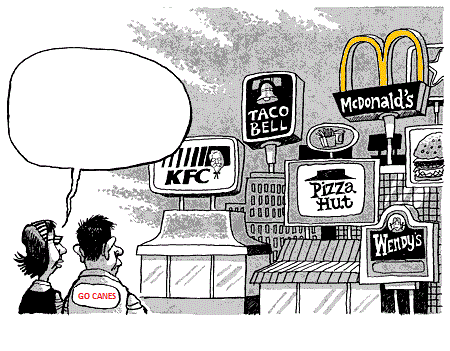 TACO
BELL
McDonald's
KFC
Pizza
Hut
WENDY'S
GO CANES